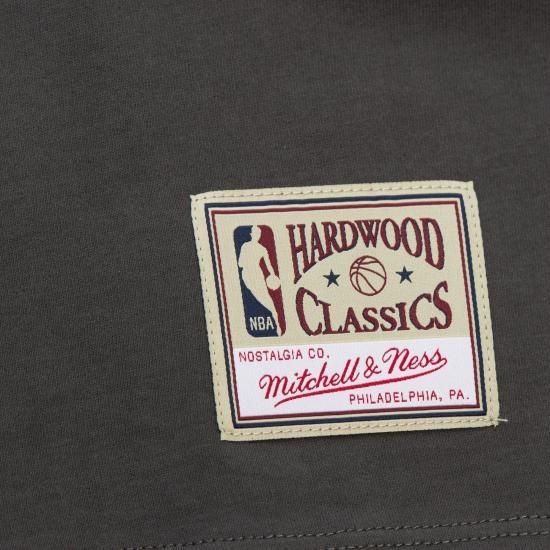 HARDWOOD
CLASSICS
NBA
NOSTALGIA CO.
Mitchell & Ness
PHILADELPHIA, PA.